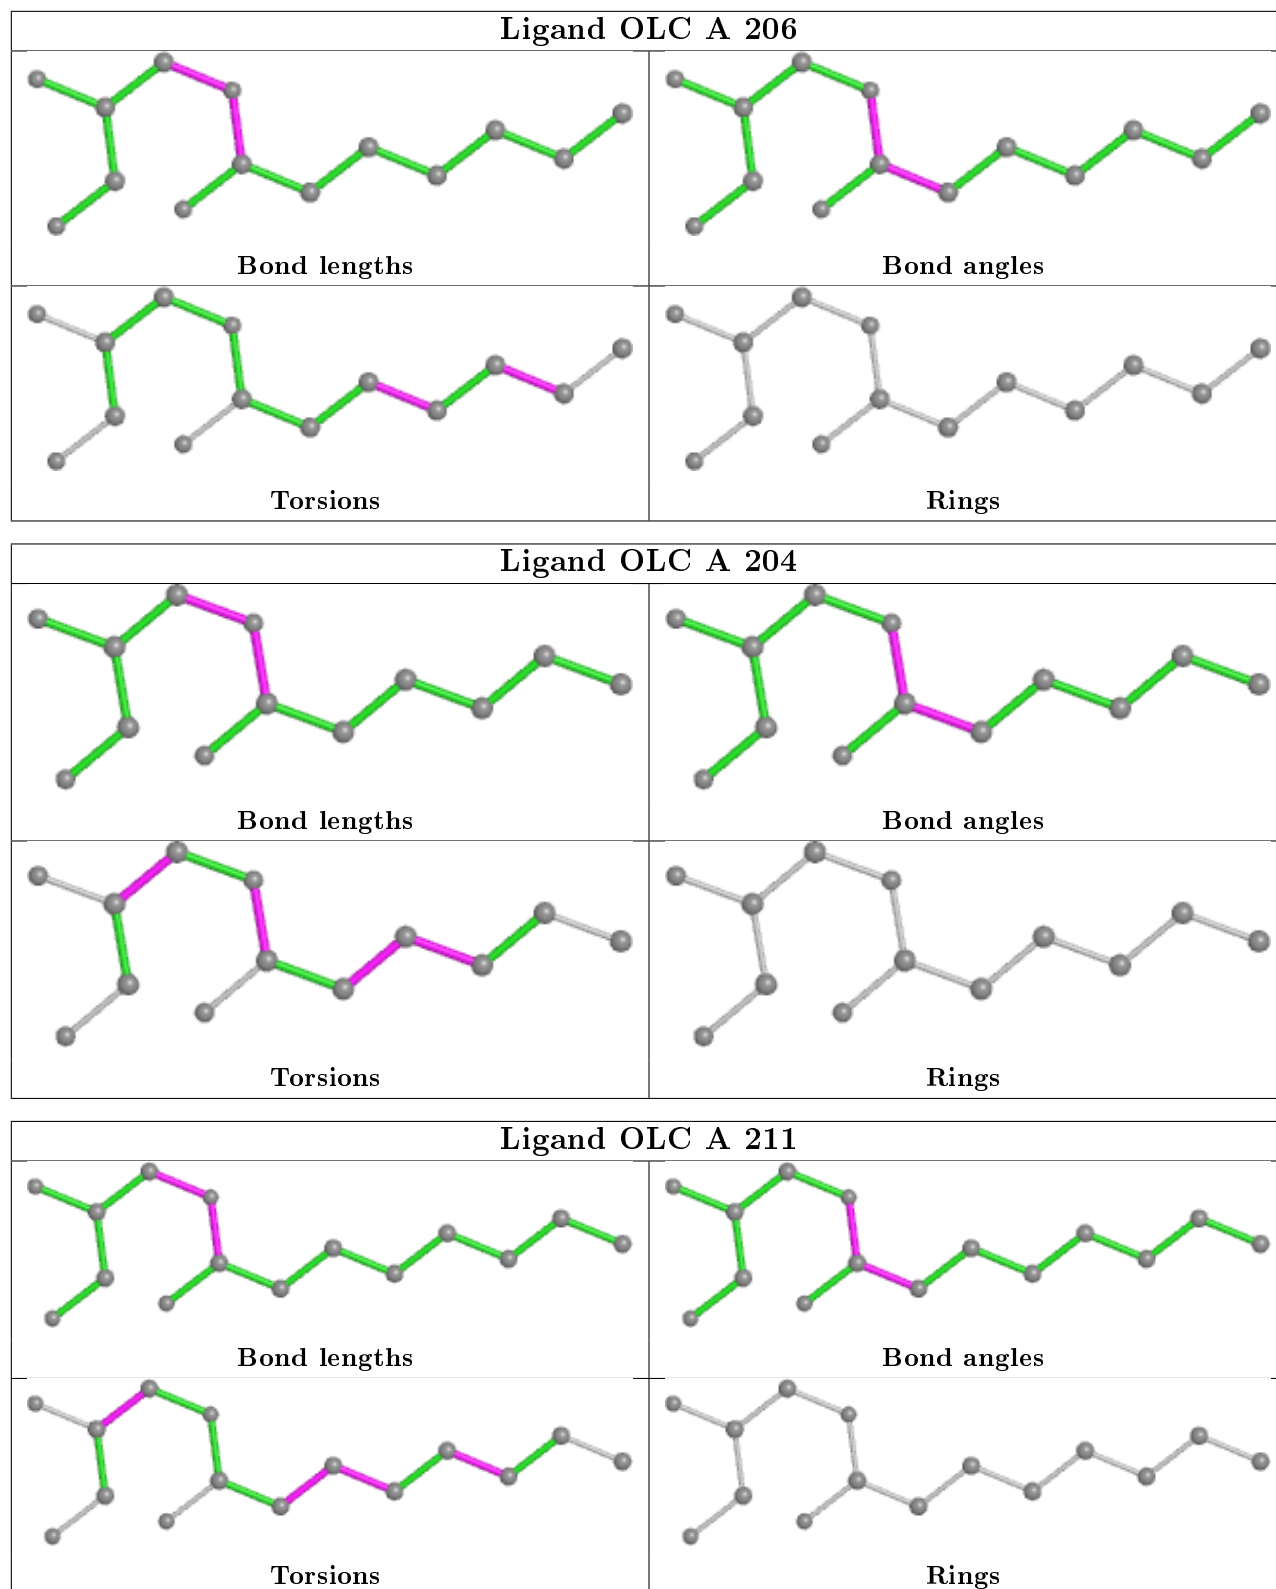 Ligand OLC A 206
Bond lengths
Bond angles
Torsions
Rings
Ligand OLC A 204
Bond lengths
Bond angles
Torsions
Rings
Ligand OLC A 211
Bond lengths
Bond angles
Torsions
Rings